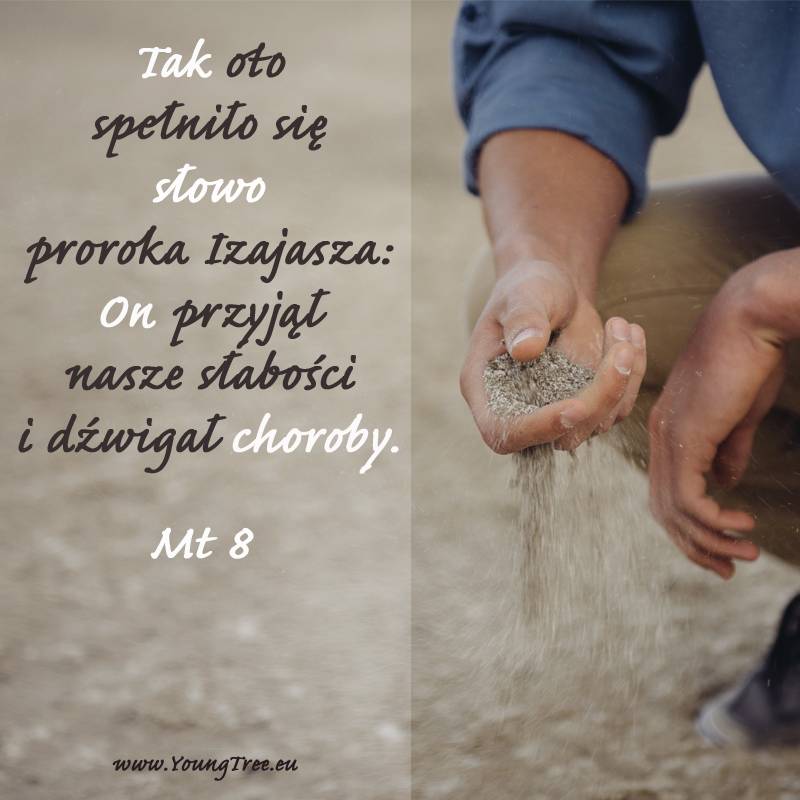 Tak oto
spełniło się
słowo
proroka Izajasza:
On przyjął
nasze słabości
i dźwigał choroby.
Mt 8
www.YoungTree.eu